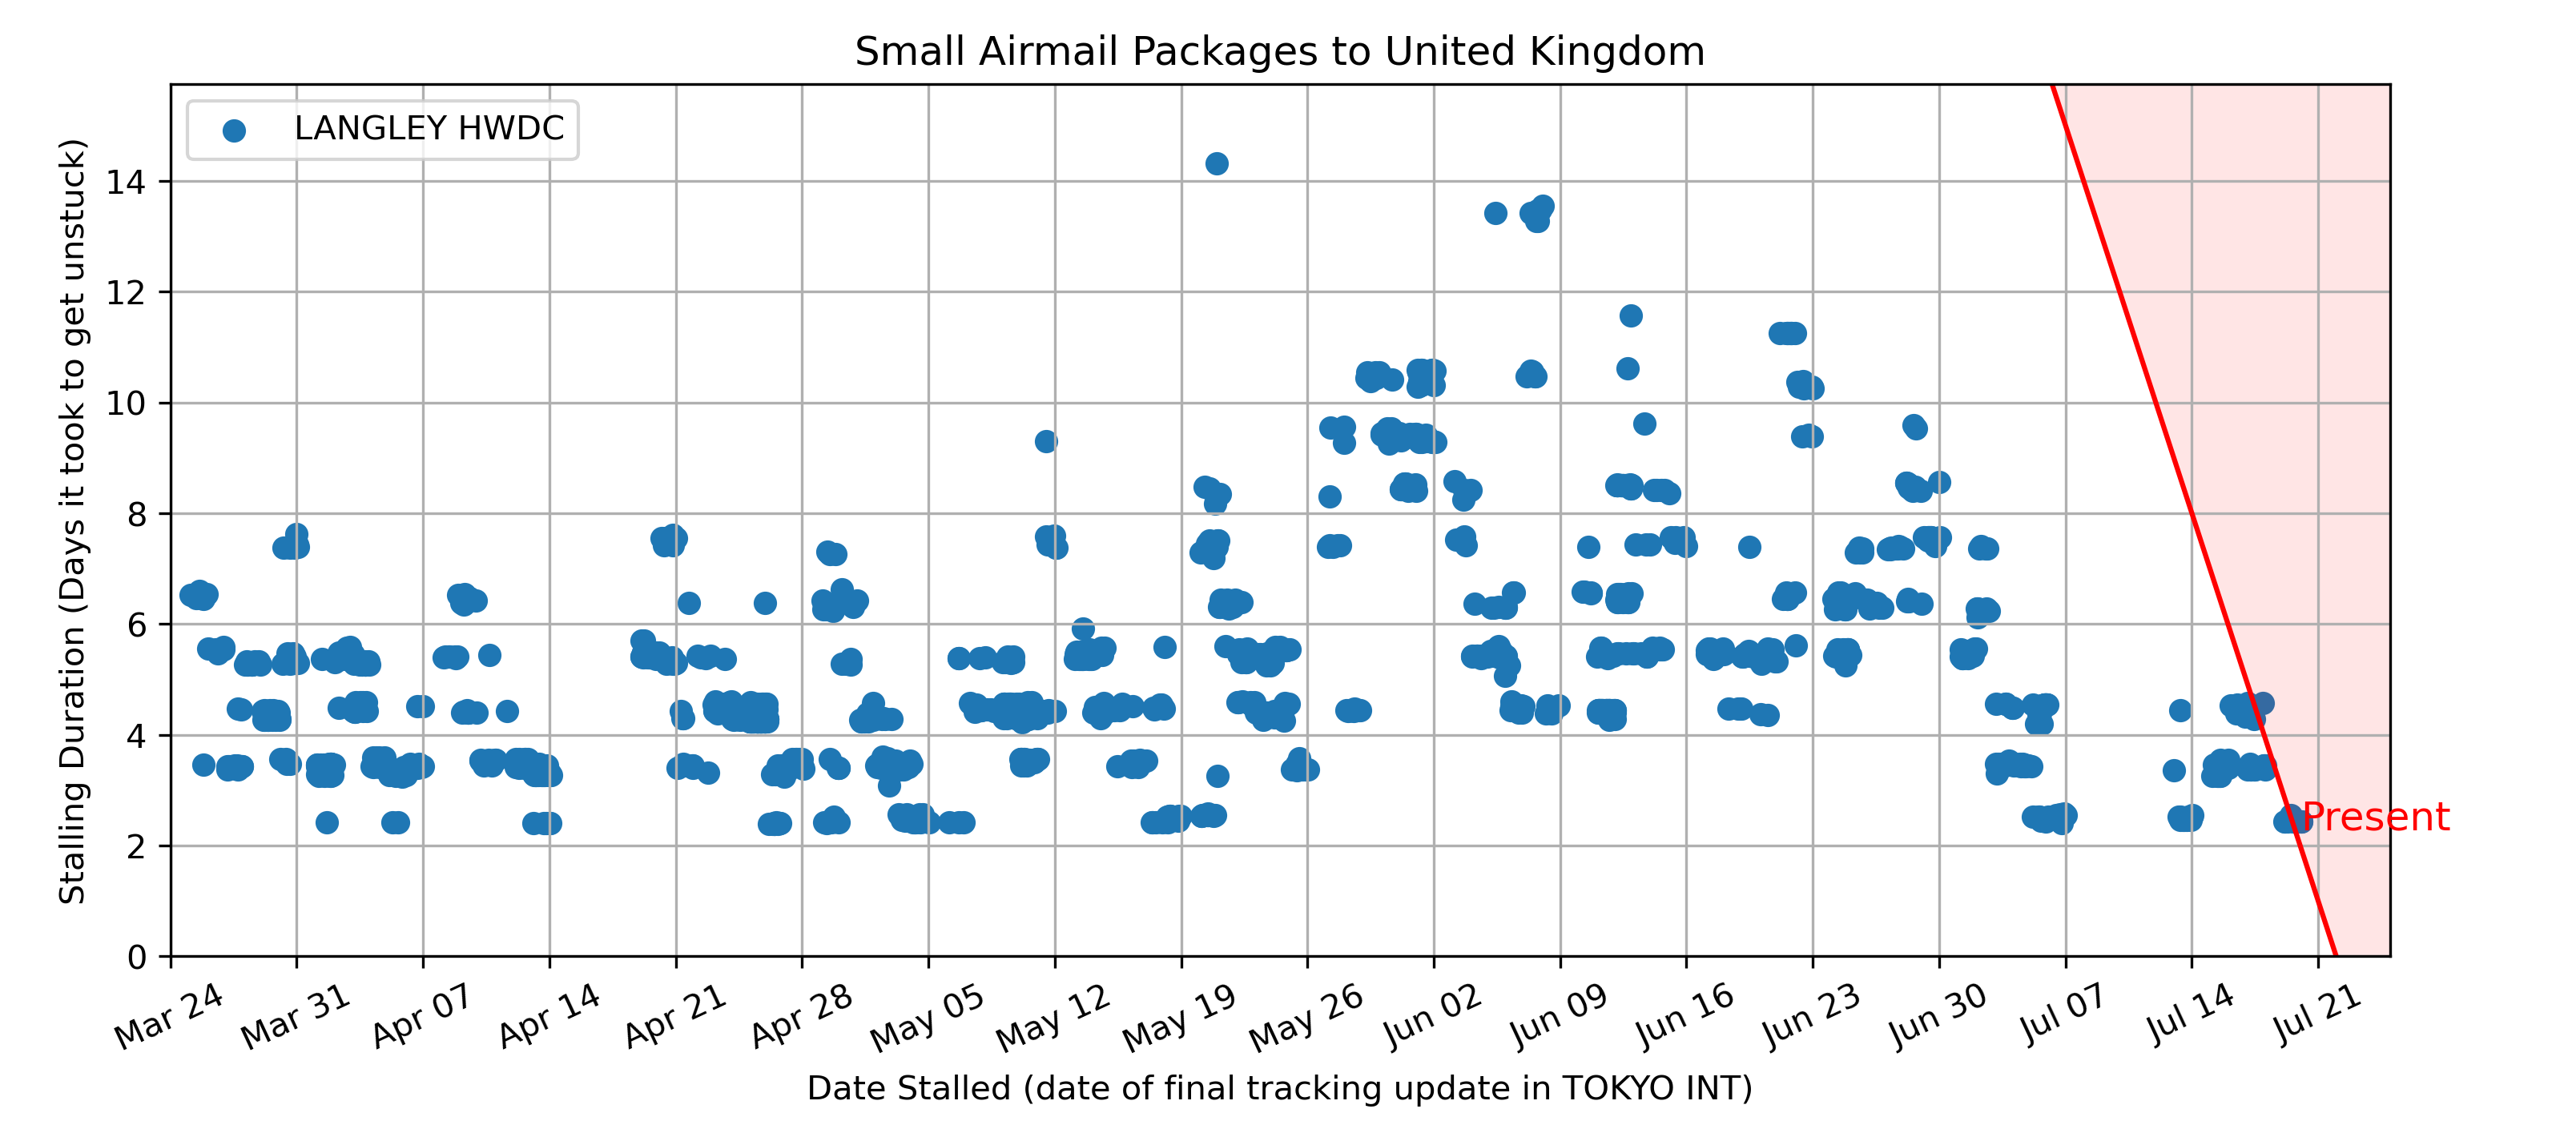 Small Airmail Packages to United Kingdom
LANGLEY HWDC
Stalling Duration (Days it took to get unstuck)
14
12
10
8
6
4
2
0
Present
Mar 24
Mar 31
Apr 07
Apr 14
Apr 21
Apr 28
May 05
May 12
May 19
May 26
Jun 02
Jun 09
Jun 16
Jun 23
Jun 30
Jul 07
Jul 14
Jul 21
Date Stalled (date of final tracking update in TOKYO INT)